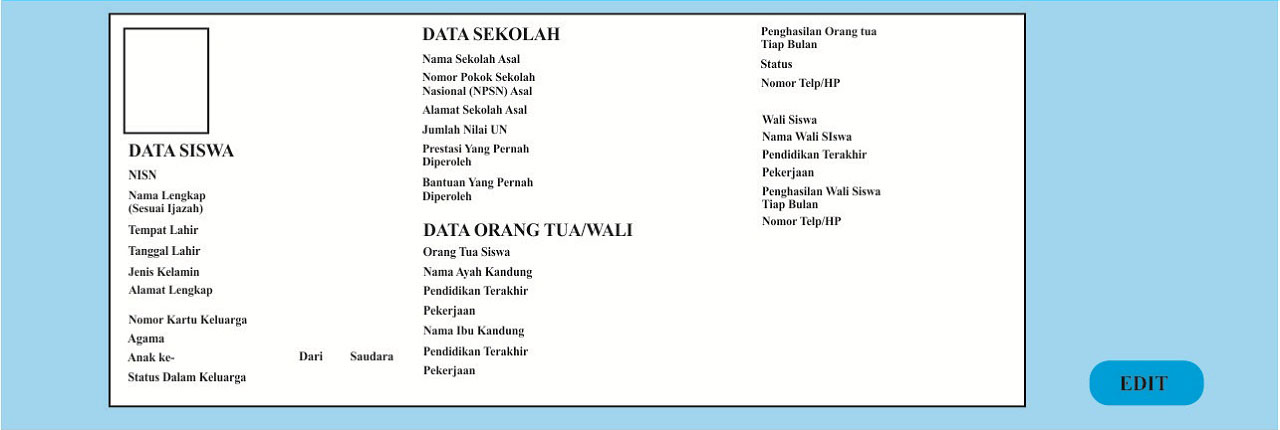 DATA SISWA
NISN
Nama Lengkap
(Sesuai Ijazah)
Tempat Lahir
Tanggal Lahir
Jenis Kelamin
Alamat Lengkap
Nomor Kartu Keluarga
Agama
Anak ke- Dari Saudara
Status Dalam Keluarga
DATA SEKOLAH
Nama Sekolah Asal
Nomor Pokok Sekolah
Nasional (NPSN) Asal
Alamat Sekolah Asal
Jumlah Nilai UN
Prestasi Yang Pernah
Diperoleh
Bantuan Yang Pernah
Diperoleh
DATA ORANG TUA/WALI
Orang Tua Siswa
Nama Ayah Kandung
Pendidikan Terakhir
Pekerjaan
Nama Ibu Kandung
Pendidikan Terakhir
Pekerjaan
Penghasilan Orang tua
Tiap Bulan
Status
Nomor Telp/HP
Wali Siswa
Nama Wali SIswa
Pendidikan Terakhir
Pekerjaan
Penghasilan Wali Siswa
Tiap Bulan
Nomor Telp/HP
EDIT